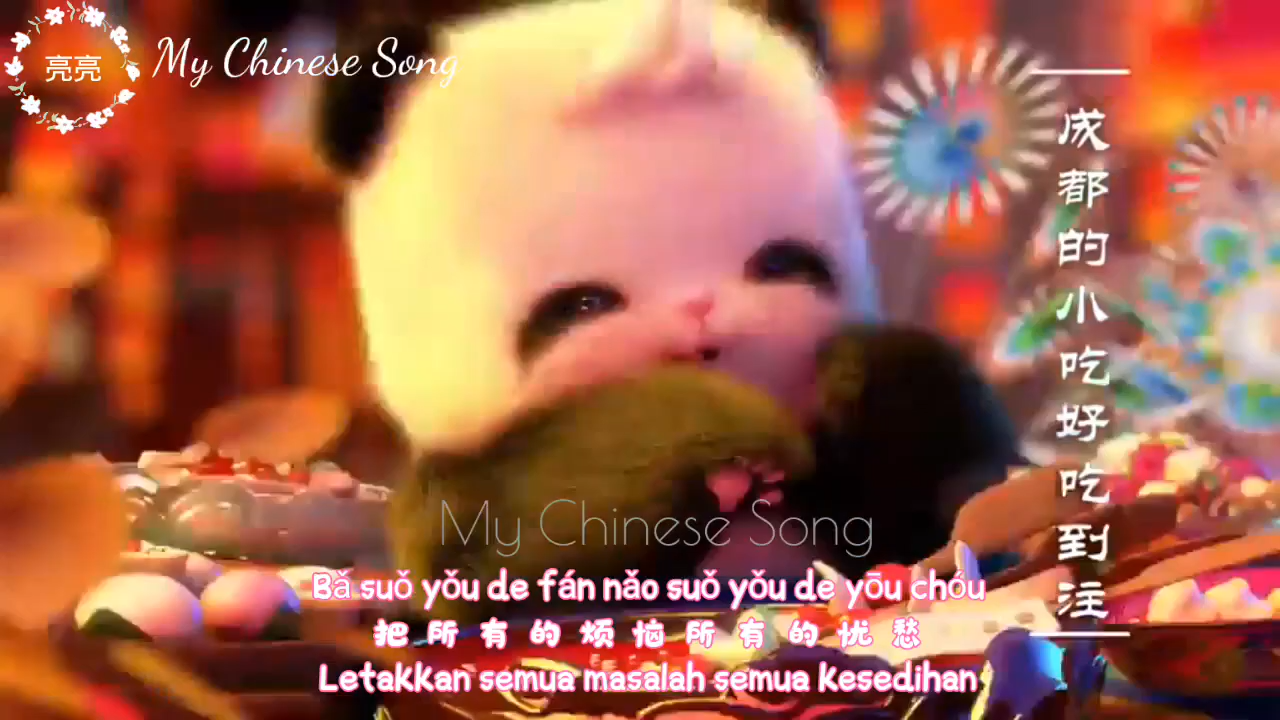 亮亮
My Chinese Song
成都的小吃好吃到注
My Chinese Song
Bǎ suǒ yǒu de fán nǎo suǒ yǒu de yōu chóu
把所有的烦恼所有的忧愁
Letakkan semua masalah semua kesedihan